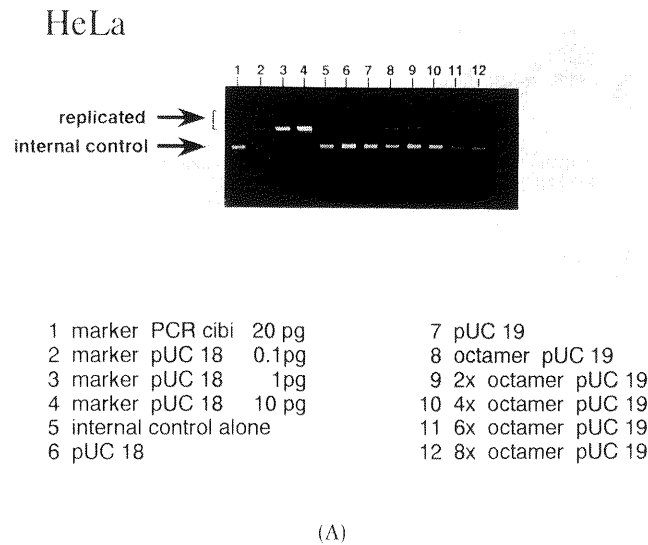 HeLa
1 2 3 4 5 6 7 8 9 10 11 12
replicated
internal control
1 marker PCR cibi 20 pg
2 marker pUC 18 0.1pg
3 marker pUC 18 1pg
4 marker pUC 18 10 pg
5 internal control alone
6 pUC 18
7 pUC 19
8 octamer pUC 19
9 2x octamer pUC 19
10 4x octamer pUC 19
11 6x octamer pUC 19
12 8x octamer pUC 19
(A)